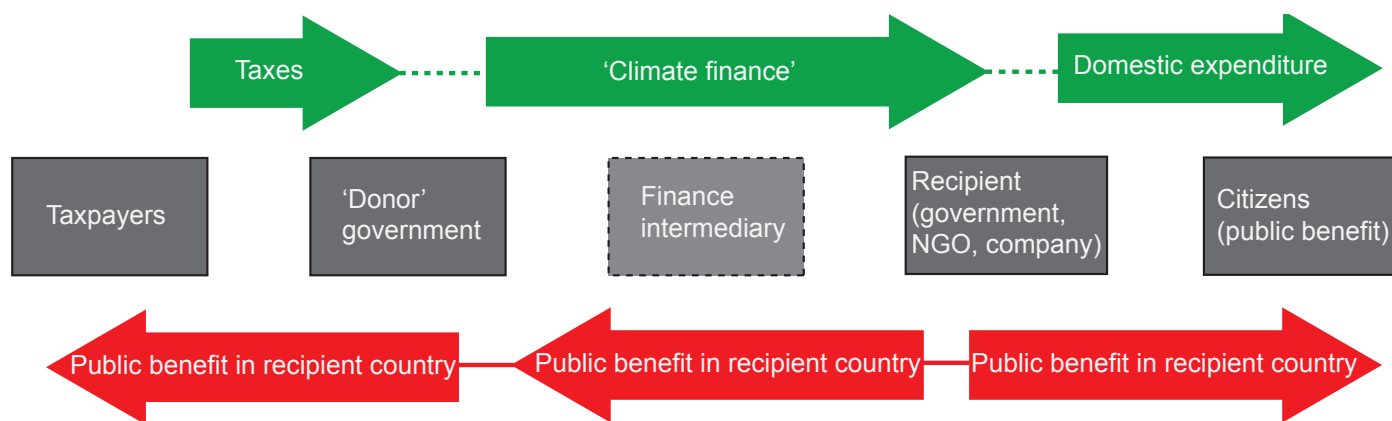 Taxes
‘Climate finance’
Domestic expenditure
Taxpayers
‘Donor’
government
Finance
intermediary
Recipient
(government,
NGO, company)
Citizens
(public benefit)
Public benefit in recipient country
Public benefit in recipient country
Public benefit in recipient country